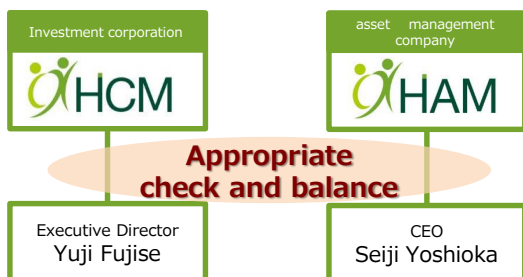 Investment corporation
HCM
asset management
company
HAM
Appropriate
check and balance
Executive Director
Yuji Fujise
CEO
Seiji Yoshioka